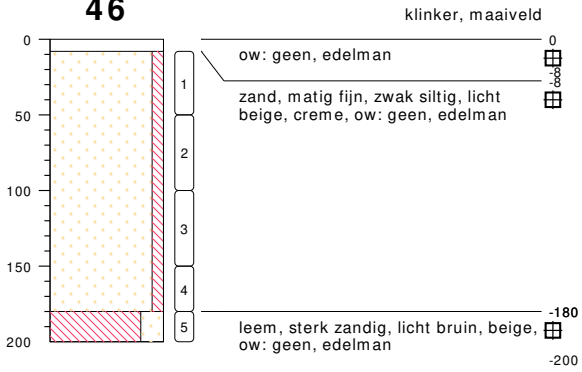 46
klinker, maaiveld
0
0
ow: geen, edelman
-8
-8
1
zand, matig fijn, zwak siltig, licht
beige, creme, ow: geen, edelman
50
2
100
3
150
4
-180
5
leem, sterk zandig, licht bruin, beige,
ow: geen, edelman
200
-200